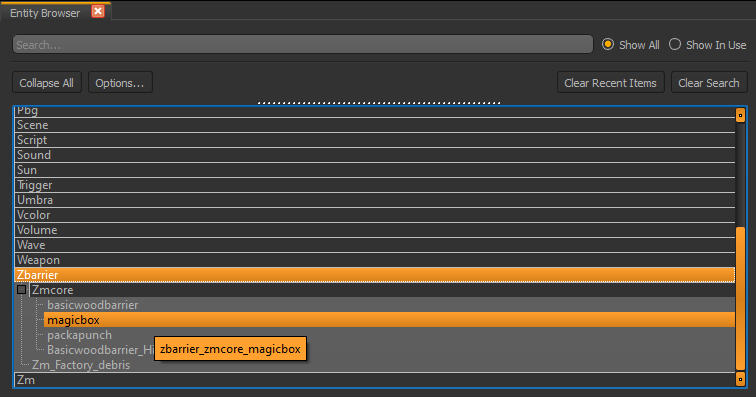 Entity Browser
Search...
Show All
Show In Use
Collapse All
Options...
Clear Recent Items
Clear Search
Pbg
Scene
Script
Sound
Sun
Trigger
Umbra
Vcolor
Volume
Wave
Weapon
Zbarrier
Zmcore
basicwoodbarrier
magicbox
packapunch
Basicwoodbarrier_Hi
zbarrier_zmcore_magicbox
Zm_Factory_debris
Zm